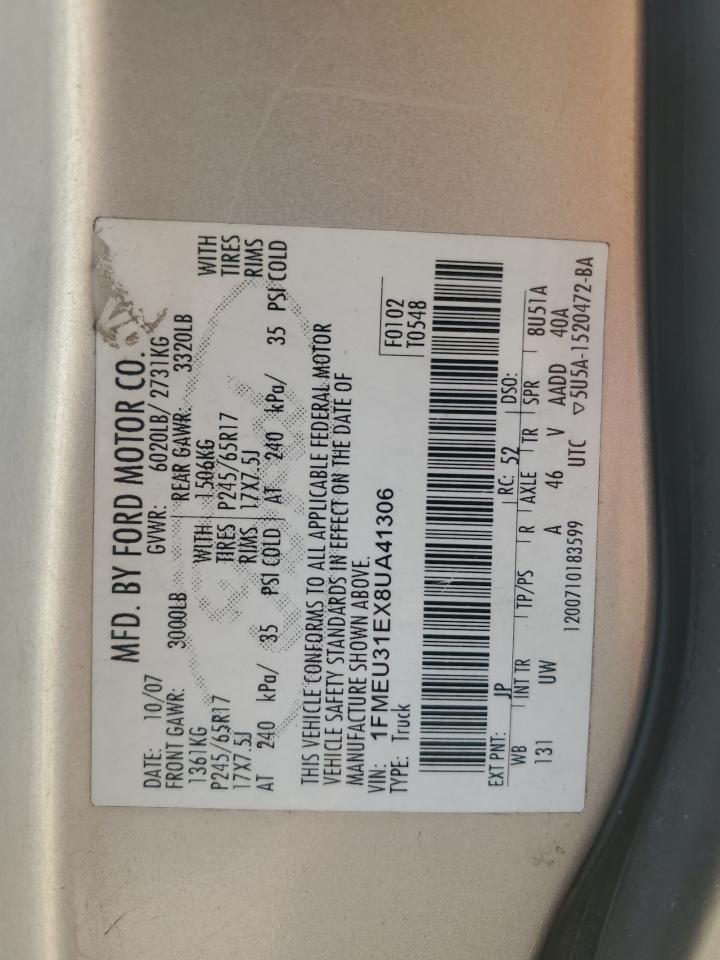 MFD. BY FORD MOTOR CO.
DATE: 10/07 GVWR: 6020LB/ 2731KG
FRONT GAWR: 3000LB REAR GAWR: 3320LB
1361KG WITH 1506KG WITH
P245/65R17 TIRES P245/65R17 TIRES
17X7.5J RIMS 17X7.5J RIMS
AT 240 kPa/ 35 PSI COLD AT 240 kPa/ 35 PSI COLD
THIS VEHICLE CONFORMS TO ALL APPLICABLE FEDERAL MOTOR
VEHICLE SAFETY STANDARDS IN EFFECT ON THE DATE OF
MANUFACTURE SHOWN ABOVE.
VIN: 1FMEU31EX8UA41306 F0102
TYPE: Truck T0548
EXT PNT: JP RC: 52 DSO:
WB INT TR TP/PS R AXLE TR SPR 8U51A
131 UW A 46 V AADD 40A
1200710183599 UTC ▽5U5A-1520472-BA